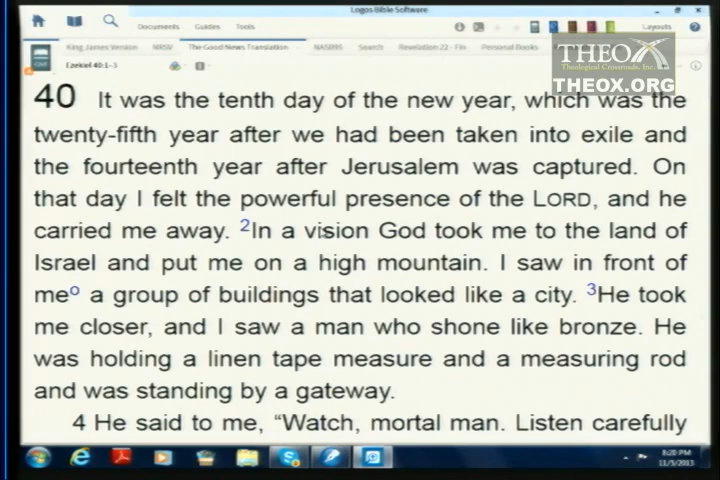 Logos Bible Software
Documents Guides Tools Layouts
King James Version NRSV The Good News Translation NASB95 Search Revelation 22 - Fin Personal Books
Ezekiel 40:1-3
THEOX
Theological Crossroads, Inc.
THEOX.ORG
40 It was the tenth day of the new year, which was the
twenty-fifth year after we had been taken into exile and
the fourteenth year after Jerusalem was captured. On
that day I felt the powerful presence of the LORD, and he
carried me away. 2In a vision God took me to the land of
Israel and put me on a high mountain. I saw in front of
meo a group of buildings that looked like a city. 3He took
me closer, and I saw a man who shone like bronze. He
was holding a linen tape measure and a measuring rod
and was standing by a gateway.
4 He said to me, “Watch, mortal man. Listen carefully
8:20 PM
11/5/2013